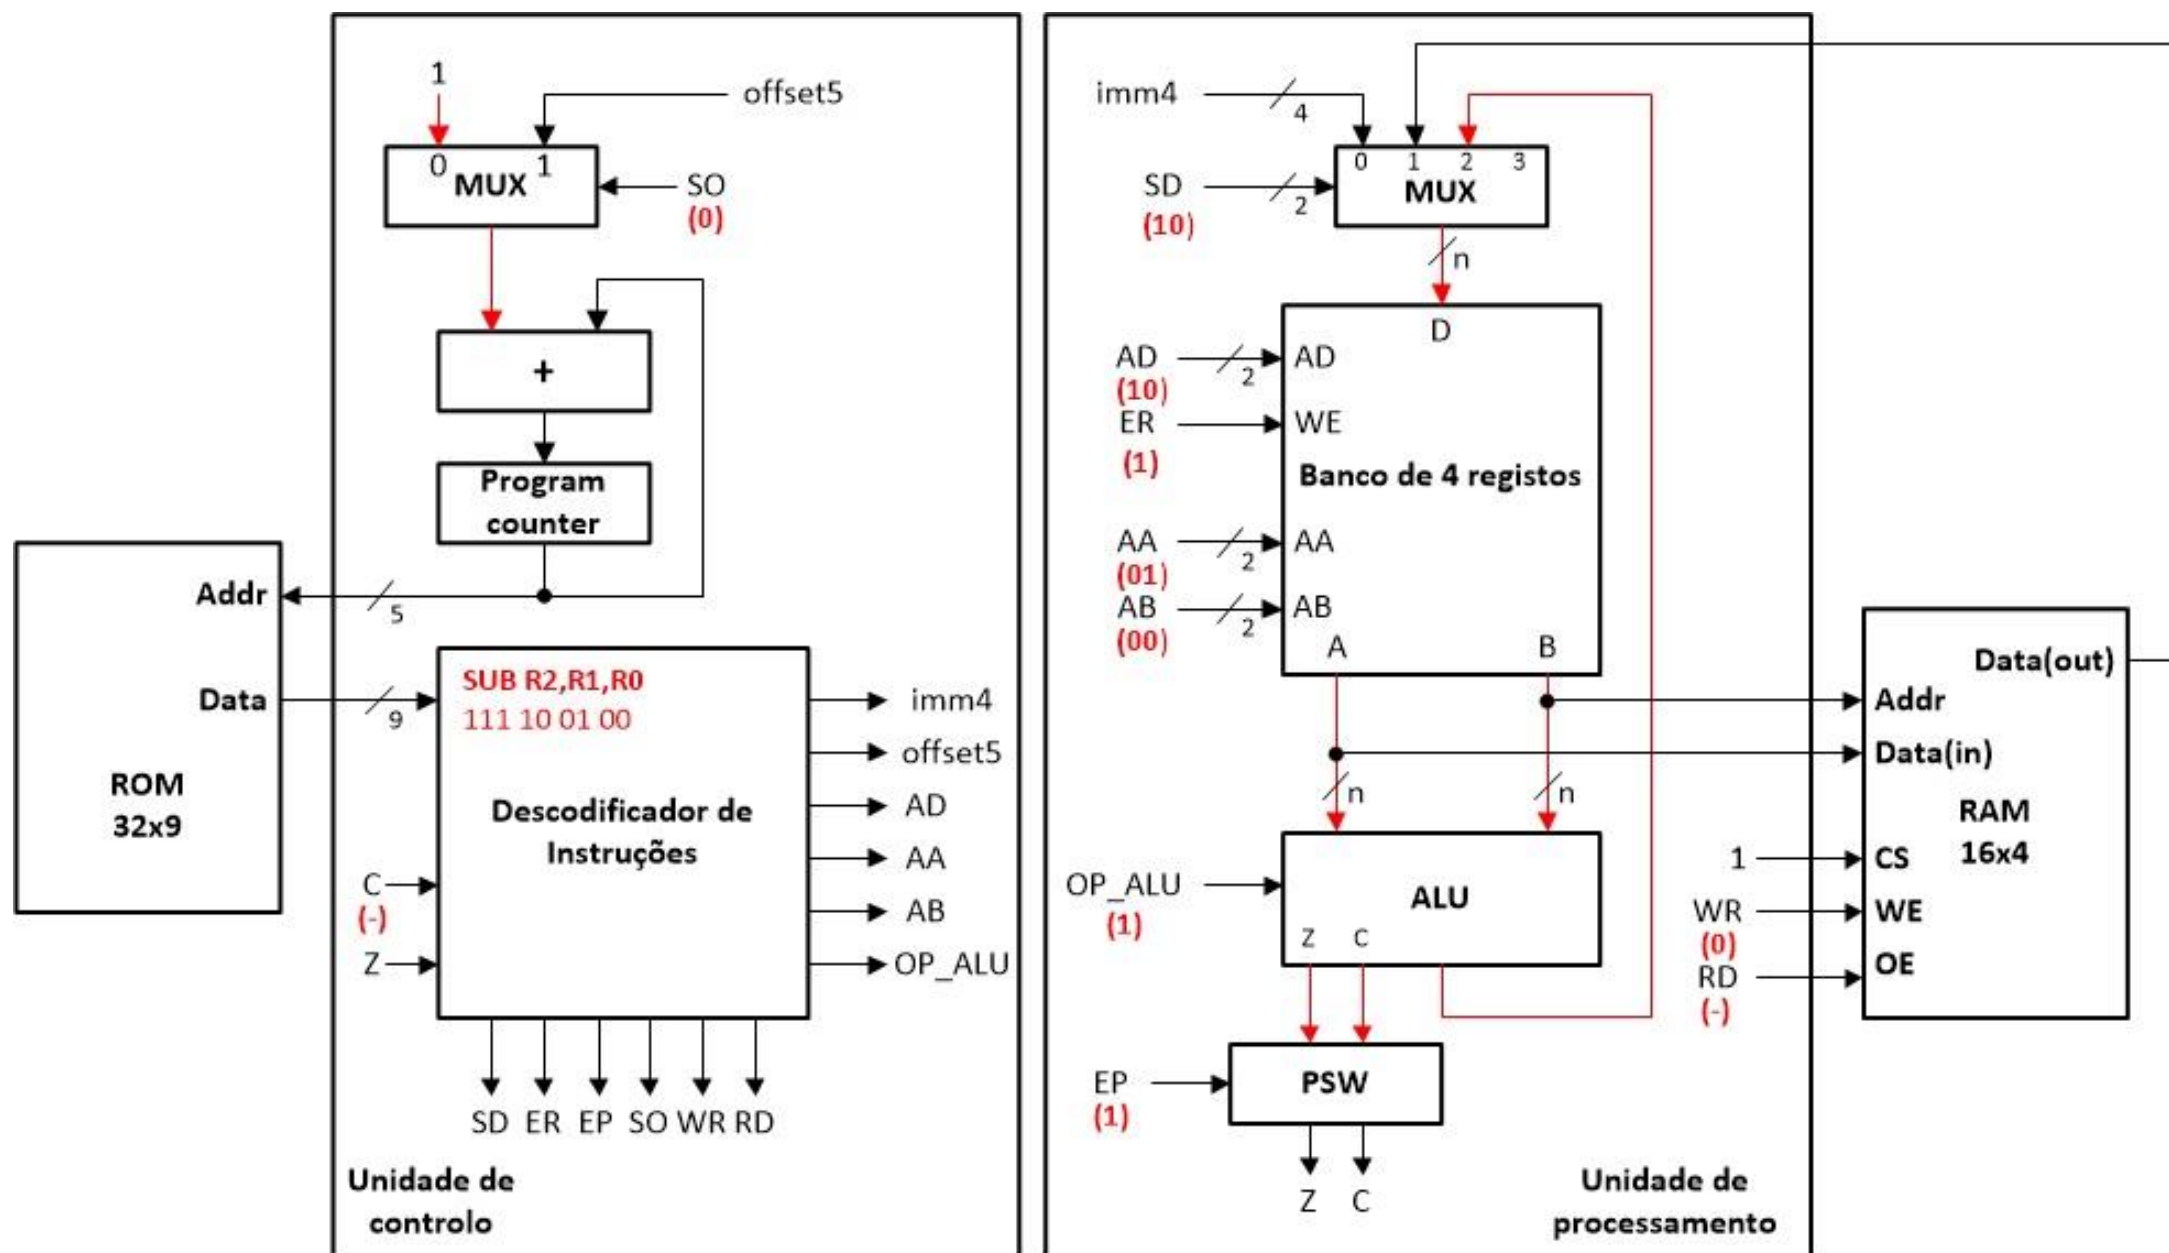 1
offset5
0
1
MUX
SO
(0)
+
Program
counter
Addr
5
Data
9
ROM
32x9
SUB R2,R1,R0
111 10 01 00
Descodificador de
Instruções
C
(-)
Z
imm4
offset5
AD
AA
AB
OP_ALU
SD ER EP SO WR RD
Unidade de
controlo
imm4
4
SD
2
(10)
0 1 2 3
MUX
n
D
AD
2
AD
(10)
ER
WE
(1)
Banco de 4 registos
AA
2
AA
(01)
AB
2
AB
(00)
A
B
n
n
OP_ALU
(1)
ALU
Z C
EP
(1)
PSW
Z C
Unidade de
processamento
Data(out)
Addr
Data(in)
RAM
16x4
1
CS
WR
WE
(0)
RD
OE
(-)